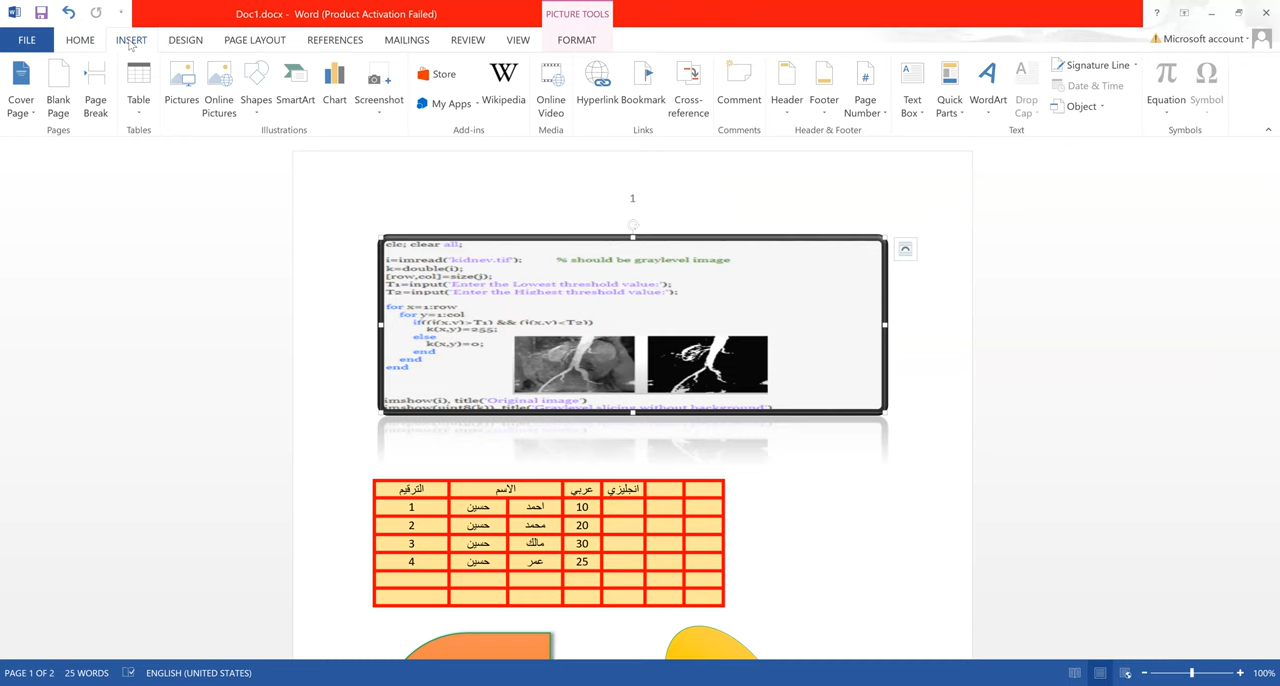 Doc1.docx - Word (Product Activation Failed)
PICTURE TOOLS
?
FILE
HOME
INSERT
DESIGN
PAGE LAYOUT
REFERENCES
MAILINGS
REVIEW
VIEW
FORMAT
Microsoft account
Cover Page
Blank Page
Page Break
Pages
Table
Tables
Pictures
Online Pictures
Shapes
SmartArt
Chart
Screenshot
Illustrations
Store
My Apps
W
Wikipedia
Add-ins
Online Video
Media
Hyperlink
Bookmark
Cross-reference
Links
Comment
Comments
Header
Footer
#
Page Number
Header & Footer
A
Text Box
Quick Parts
A
WordArt
A
Drop Cap
Signature Line
Date & Time
Object
Text
π
Equation
Ω
Symbol
Symbols
1
clc; clear all;
i=imread('kidney.tif'); % should be graylevel image
k=double(i);
[row,col]=size(j);
T1=input('Enter the Lowest threshold value:');
T2=input('Enter the Highest threshold value:');
for x=1:row
for y=1:col
if((i(x,y)>T1) && (i(x,y)<T2))
k(x,y)=255;
else
k(x,y)=0;
end
end
end
imshow(i), title('Original image')
imshow(uint8(k)), title('Graylevel slicing without background')
الترقيم الاسم عربي انجليزي
1 حسين احمد 10
2 حسين محمد 20
3 حسين مالك 30
4 حسين عمر 25
PAGE 1 OF 2 25 WORDS ENGLISH (UNITED STATES) 100%